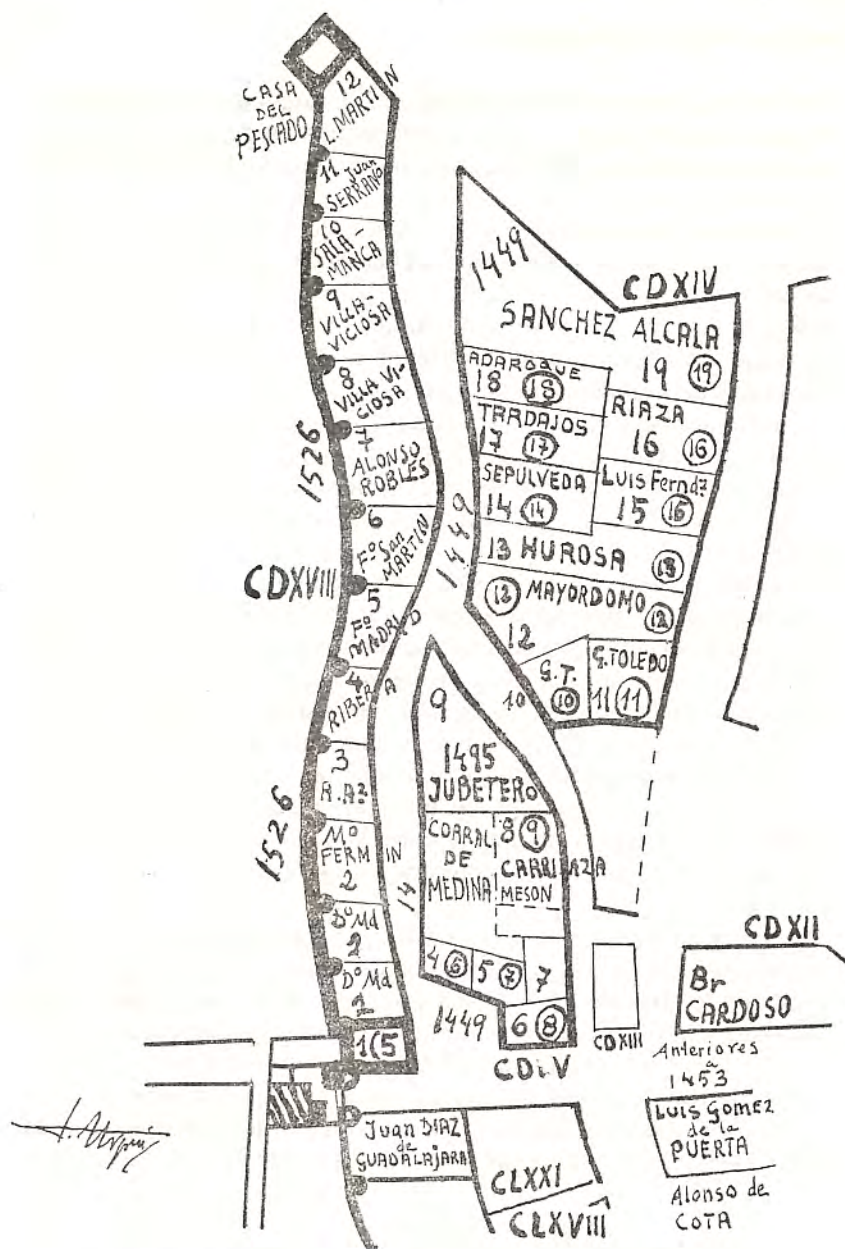 CASA
DEL
PESCADO
12
L. MARTIN
11 Juan
SERRANO
10
SALA-
MANCA
9
VILLA-
VICIOSA
8
VILLA VI-
CIOSA
7
ALONSO
ROBLES
6
Fº San
MARTIN
5
Fº
MADRID
4
RIBERA
3
A.
Mº
FERMIN
2
Dº Md
2
Dº Md
2
1(5
1526
CDXVIII
1526
1449
CDXIV
SANCHEZ ALCALA
19 (19)
ADAROQUE
18 (18)
RIAZA
16 (16)
TARDAJOS
17 (17)
SEPULVEDA
14 (14)
LUIS Fernd.z
15 (16)
13 HUROSA (13)
(12) MAYORDOMO (12)
12
G.T.
(10)
G. TOLEDO
11 (11)
1449
10
9
1495
JUBETERO
CORRAL
DE
MEDINA
8 (9)
CARRIAZA
MESON
14
4 (6)
5 (7)
7
6 (8)
1449
CDiV
CDXIII
CDXII
Br
CARDOSO
Anteriores
a
1453
LUIS GOMEZ
de la
PUERTA
Alonso de
COTA
Juan DIAZ
de
GUADALAJARA
CLXXI
CLXVIII